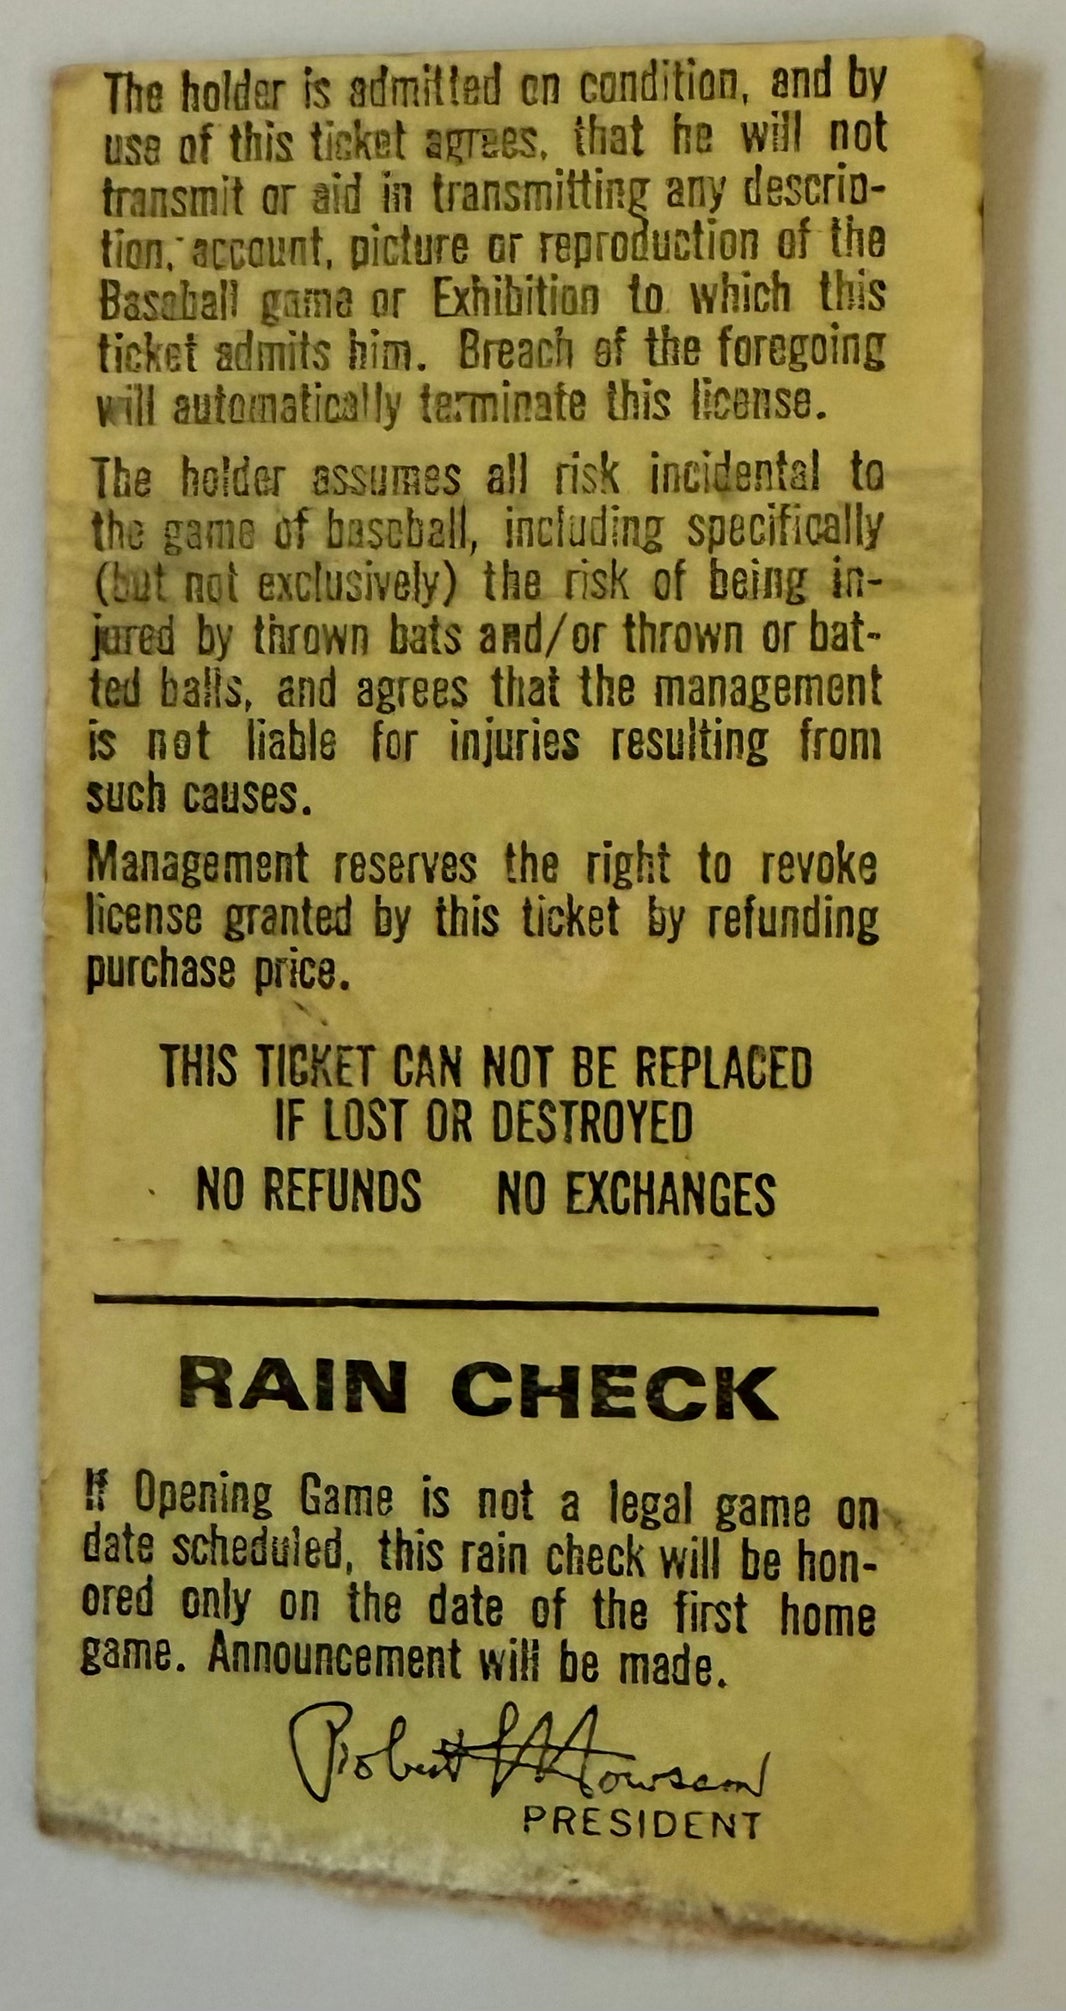 The holder is admitted on condition, and by
use of this ticket agrees, that he will not
transmit or aid in transmitting any descrip-
tion, account, picture or reproduction of the
Baseball game or Exhibition to which this
ticket admits him. Breach of the foregoing
will automatically terminate this license.
The holder assumes all risk incidental to
the game of baseball, including specifically
(but not exclusively) the risk of being in-
jured by thrown bats and/or thrown or bat-
ted balls, and agrees that the management
is not liable for injuries resulting from
such causes.
Management reserves the right to revoke
license granted by this ticket by refunding
purchase price.
THIS TICKET CAN NOT BE REPLACED
IF LOST OR DESTROYED
NO REFUNDS NO EXCHANGES
RAIN CHECK
If Opening Game is not a legal game on
date scheduled, this rain check will be hon-
ored only on the date of the first home
game. Announcement will be made.
Robert
PRESIDENT